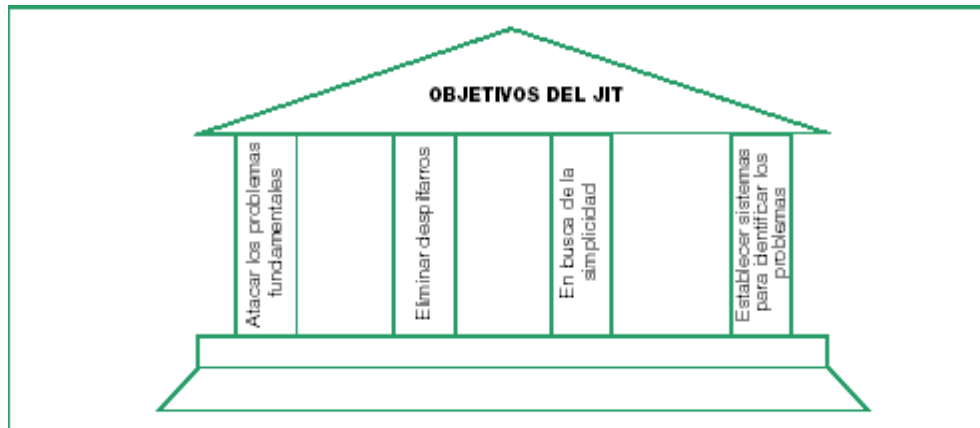 OBJETIVOS DEL JIT
Atacar los problemas
fundamentales
Eliminar despilfarros
En busca de la
simplicidad
Establecer sistemas
para identificar los
problemas